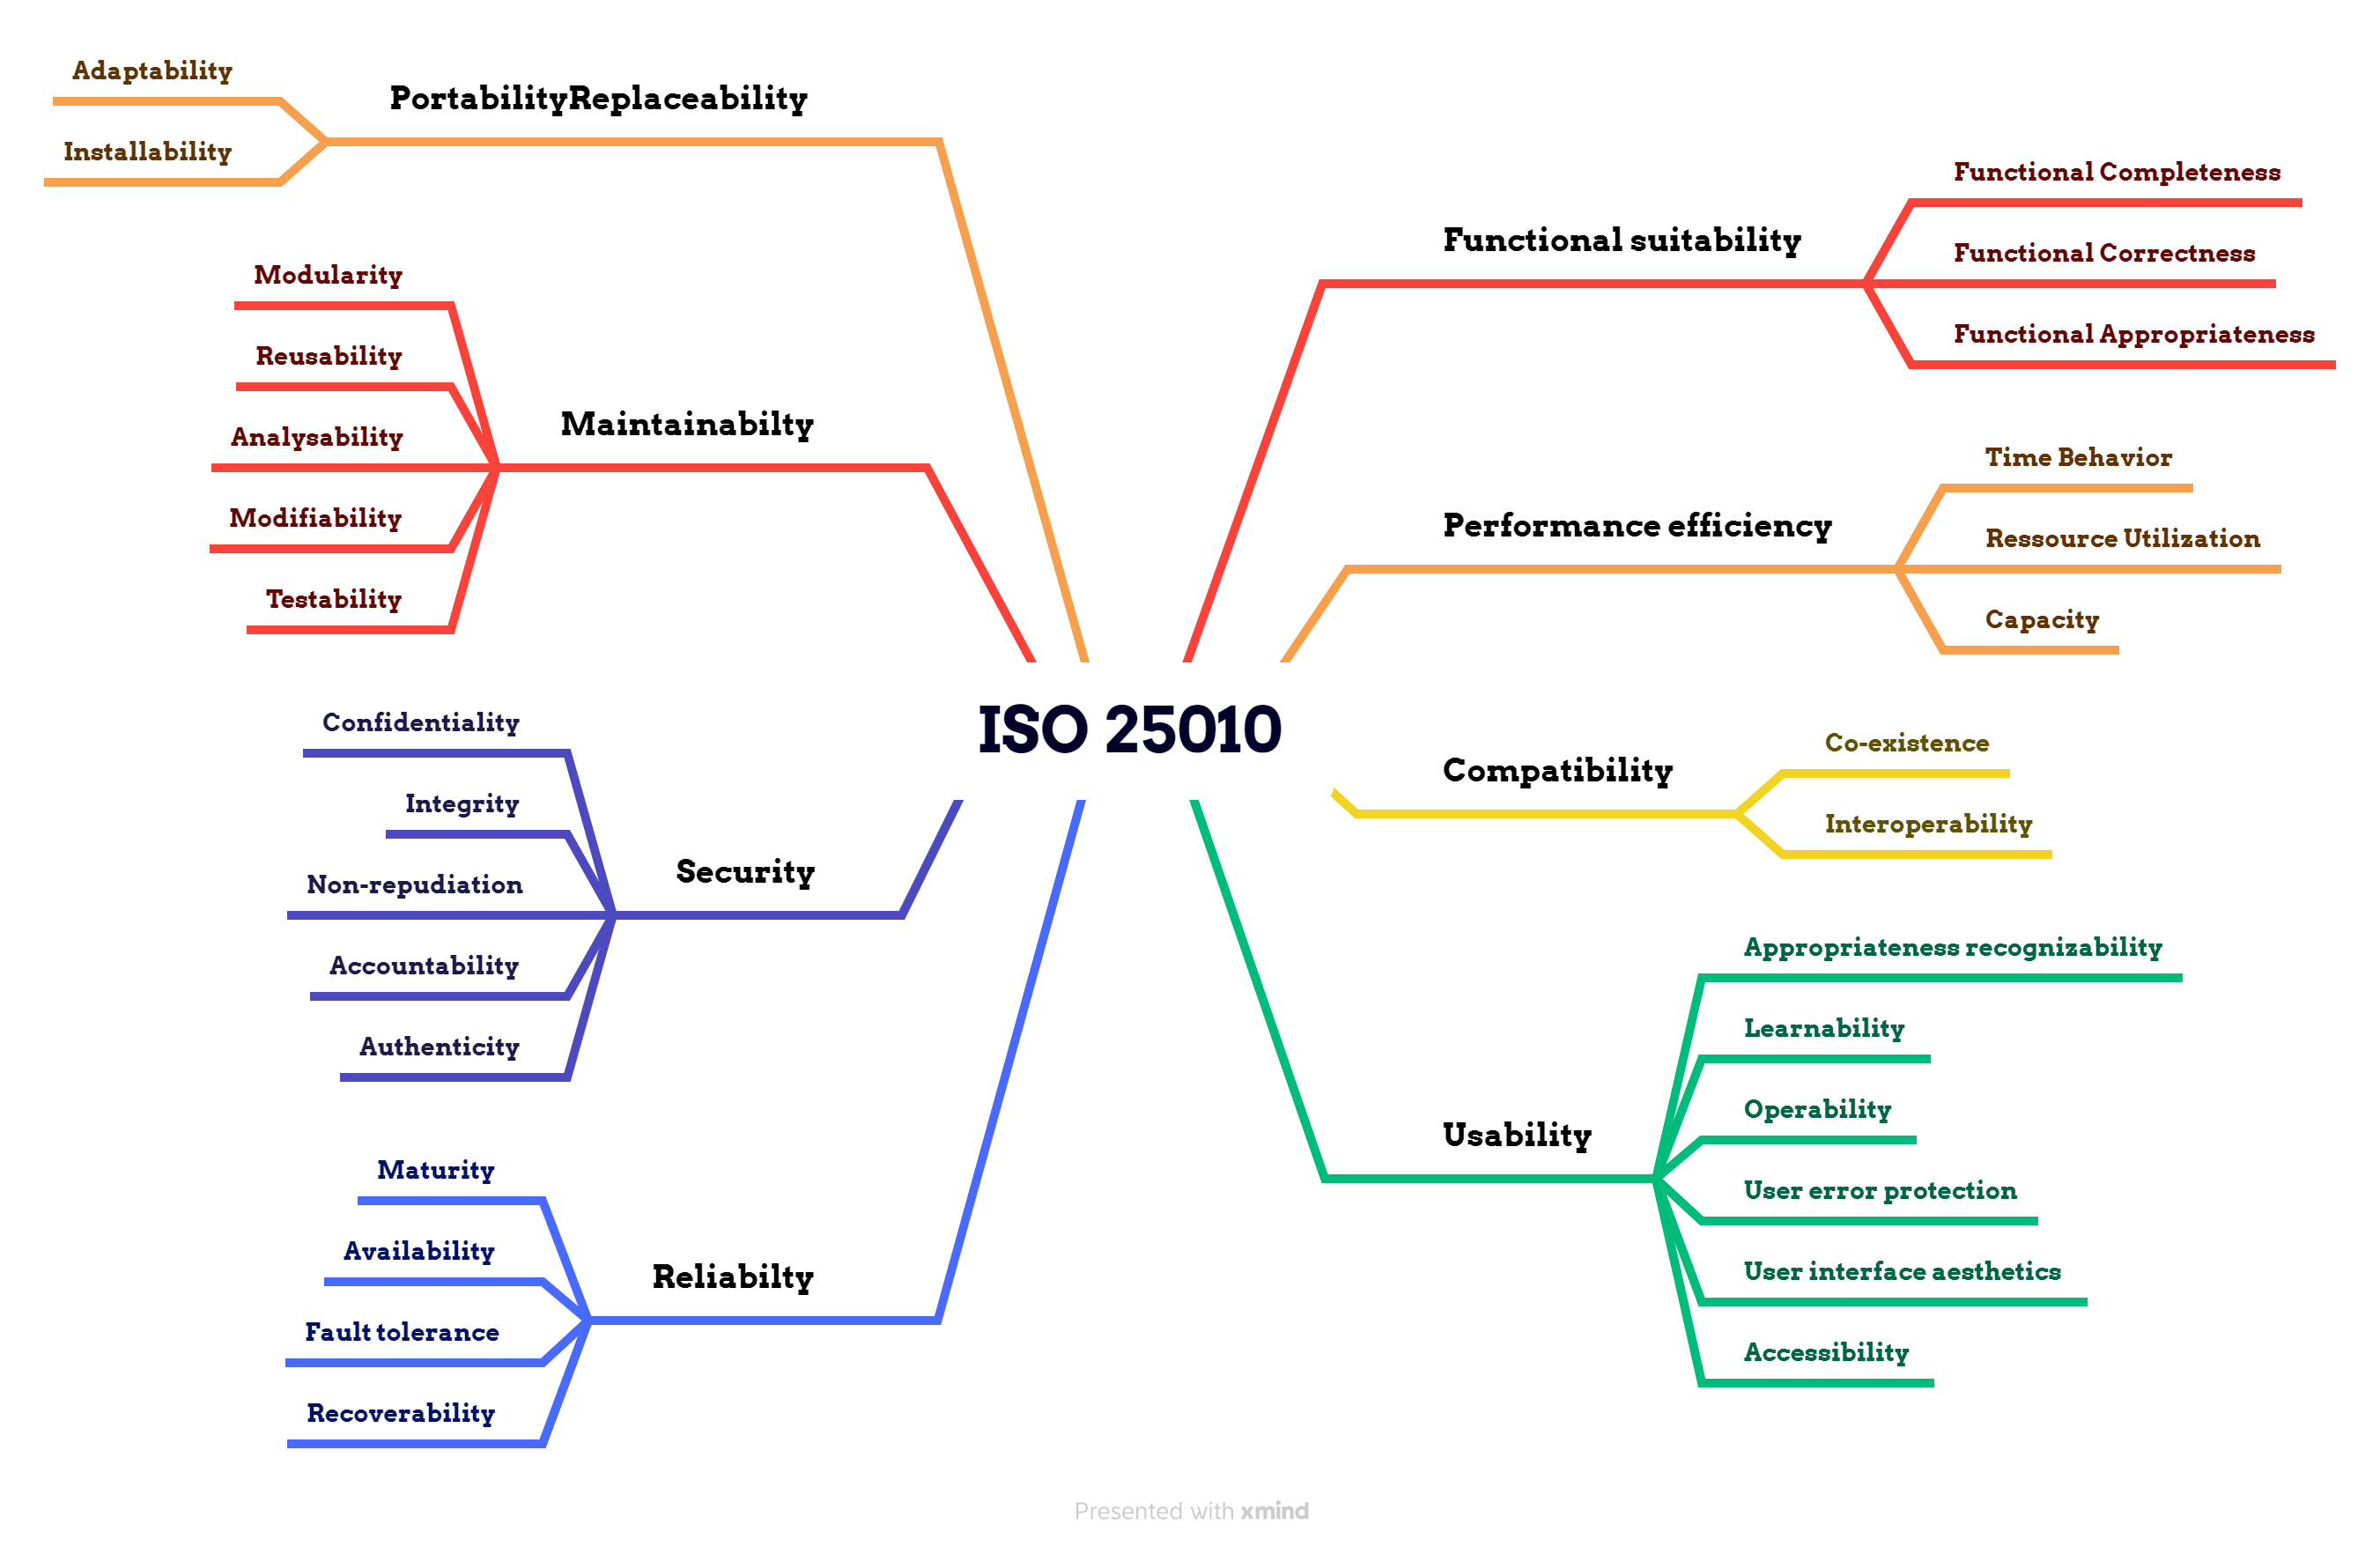 ISO 25010
Functional suitability
Functional Completeness
Functional Correctness
Functional Appropriateness
Performance efficiency
Time Behavior
Ressource Utilization
Capacity
Compatibility
Co-existence
Interoperability
Usability
Appropriateness recognizability
Learnability
Operability
User error protection
User interface aesthetics
Accessibility
Reliabilty
Maturity
Availability
Fault tolerance
Recoverability
Security
Confidentiality
Integrity
Non-repudiation
Accountability
Authenticity
Maintainabilty
Modularity
Reusability
Analysability
Modifiability
Testability
PortabilityReplaceability
Adaptability
Installability
Presented with xmind